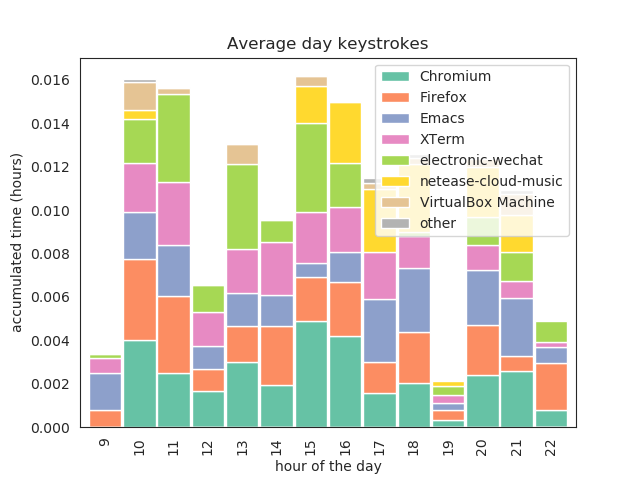 Average day keystrokes
accumulated time (hours)
0.016
0.014
0.012
0.010
0.008
0.006
0.004
0.002
0.000
Chromium
Firefox
Emacs
XTerm
electronic-wechat
netease-cloud-music
VirtualBox Machine
other
9 10 11 12 13 14 15 16 17 18 19 20 21 22
hour of the day